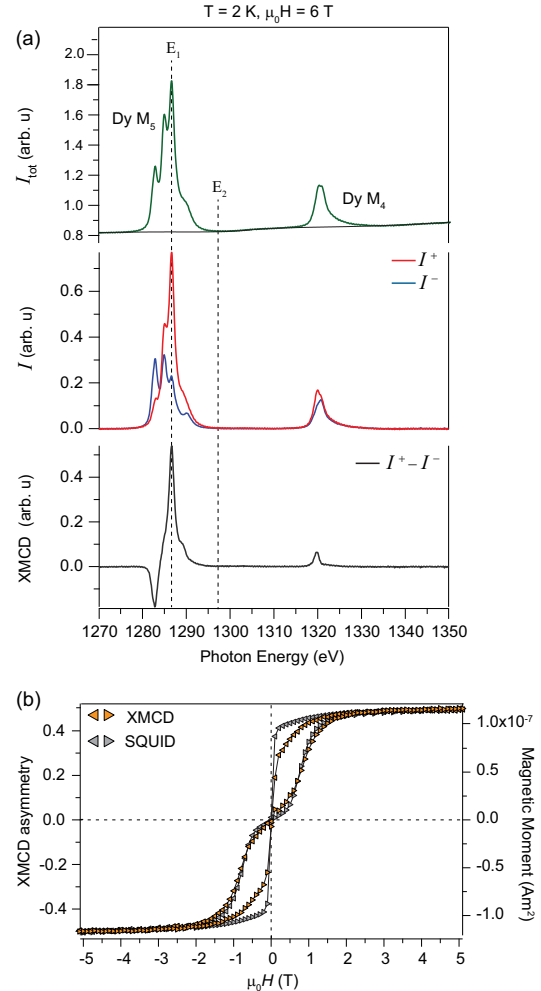 T = 2 K, μ₀H = 6 T
(a)
E₁
2.0
1.8
1.6
1.4
1.2
1.0
0.8
I_tot (arb. u)
Dy M₅
E₂
Dy M₄
I⁺
I⁻
0.6
0.4
0.2
0.0
I (arb. u)
I⁺ – I⁻
0.4
0.2
0.0
XMCD (arb. u)
1270 1280 1290 1300 1310 1320 1330 1340 1350
Photon Energy (eV)
(b)
XMCD
SQUID
0.4
0.2
0.0
-0.2
-0.4
XMCD asymmetry
1.0x10⁻⁷
0.5
0.0
-0.5
-1.0
Magnetic Moment (Am²)
-5 -4 -3 -2 -1 0 1 2 3 4 5
μ₀H (T)